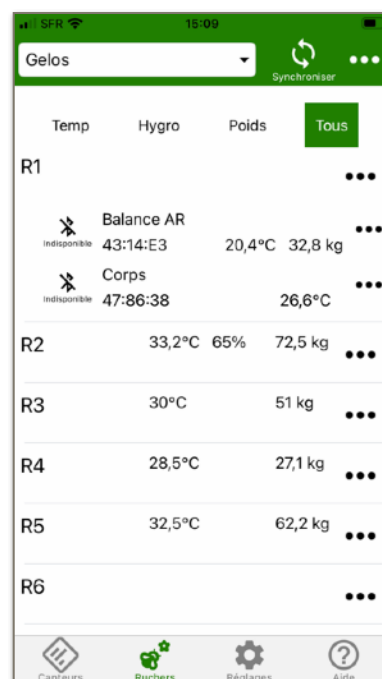 SFR 15:09
Gelos
Synchroniser
Temp Hygro Poids Tous
R1
Balance AR
Indisponible 43:14:E3 20,4°C 32,8 kg
Corps
Indisponible 47:86:38 26,6°C
R2 33,2°C 65% 72,5 kg
R3 30°C 51 kg
R4 28,5°C 27,1 kg
R5 32,5°C 62,2 kg
R6
Capteurs Ruchers Réglages Aide